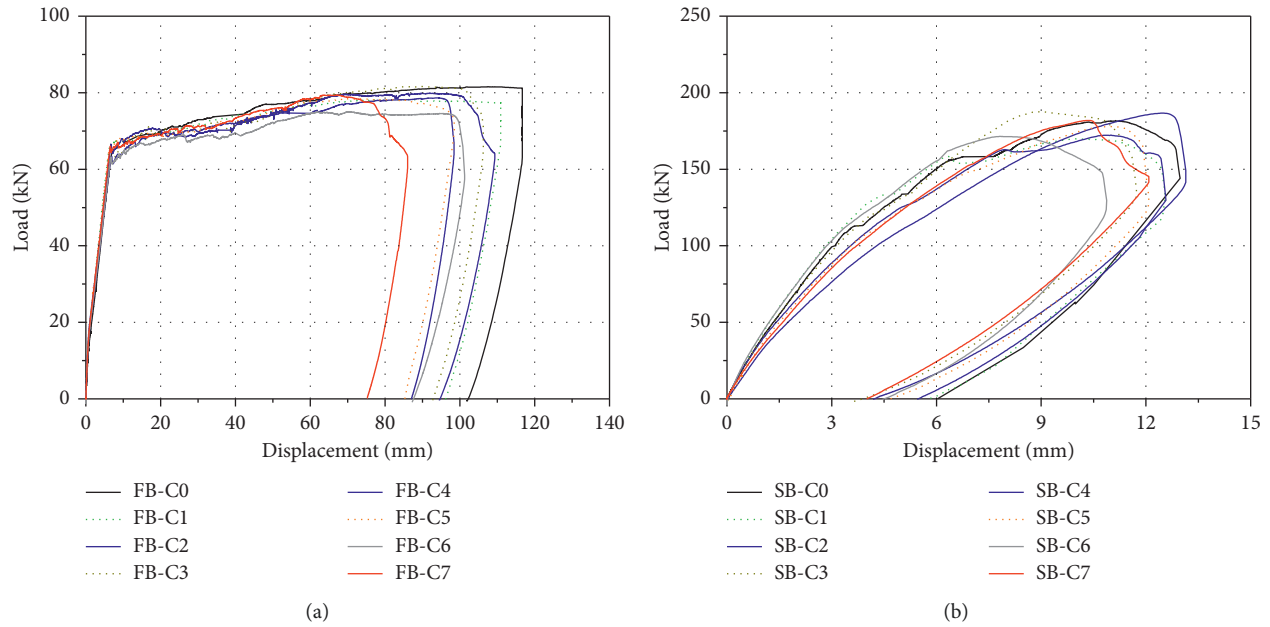 100
80
60
40
20
0
Load (kN)
0 20 40 60 80 100 120 140
Displacement (mm)
FB-C0 FB-C4
FB-C1 FB-C5
FB-C2 FB-C6
FB-C3 FB-C7
(a)
250
200
150
100
50
0
Load (kN)
0 3 6 9 12 15
Displacement (mm)
SB-C0 SB-C4
SB-C1 SB-C5
SB-C2 SB-C6
SB-C3 SB-C7
(b)